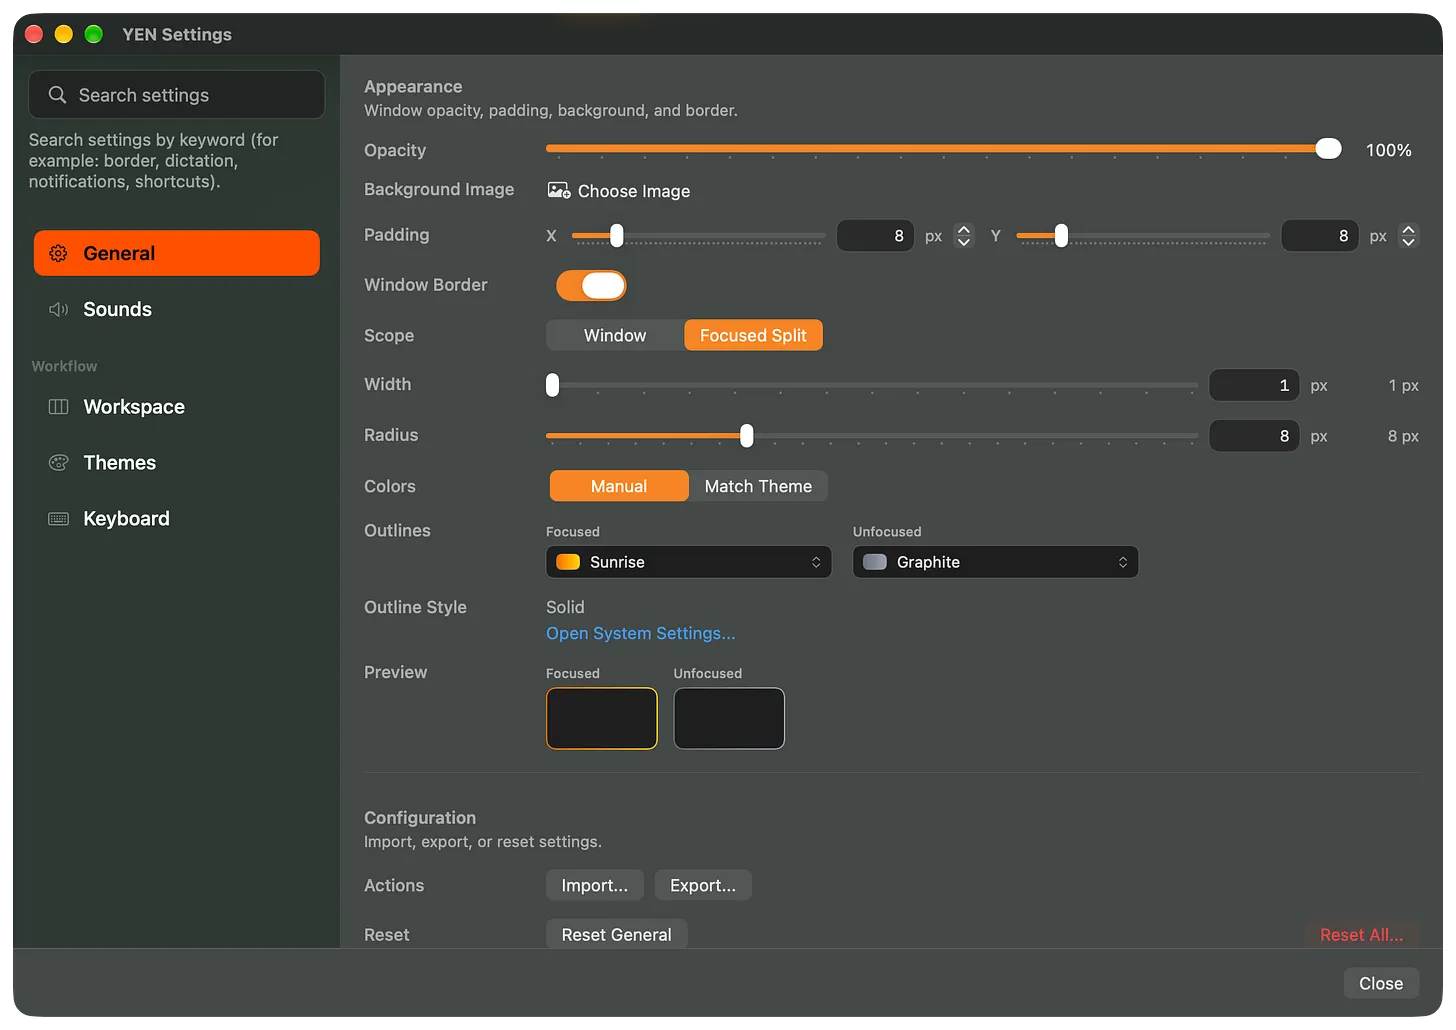 YEN Settings
Search settings
Search settings by keyword (for
example: border, dictation,
notifications, shortcuts).
General
Sounds
Workflow
Workspace
Themes
Keyboard
Appearance
Window opacity, padding, background, and border.
Opacity 100%
Background Image Choose Image
Padding X 8 px Y 8 px
Window Border
Scope Window Focused Split
Width 1 px 1 px
Radius 8 px 8 px
Colors Manual Match Theme
Outlines Focused Unfocused
Sunrise Graphite
Outline Style Solid
Open System Settings...
Preview Focused Unfocused
Configuration
Import, export, or reset settings.
Actions Import... Export...
Reset Reset General Reset All...
Close